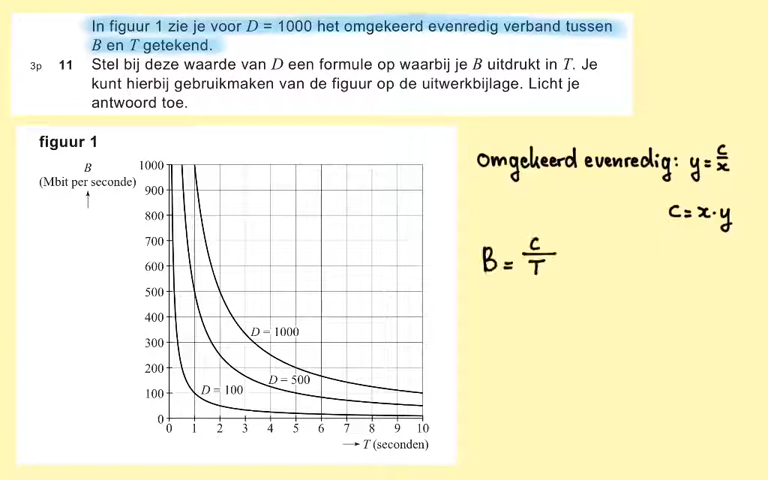 In figuur 1 zie je voor D = 1000 het omgekeerd evenredig verband tussen
B en T getekend.
3p 11 Stel bij deze waarde van D een formule op waarbij je B uitdrukt in T. Je
kunt hierbij gebruikmaken van de figuur op de uitwerkbijlage. Licht je
antwoord toe.
figuur 1
B
(Mbit per seconde)
1000
900
800
700
600
500
400
300
200
100
0
D = 1000
D = 500
D = 100
0 1 2 3 4 5 6 7 8 9 10
→ T (seconden)
omgekeerd evenredig: y = c/x
c = x · y
B = c/T